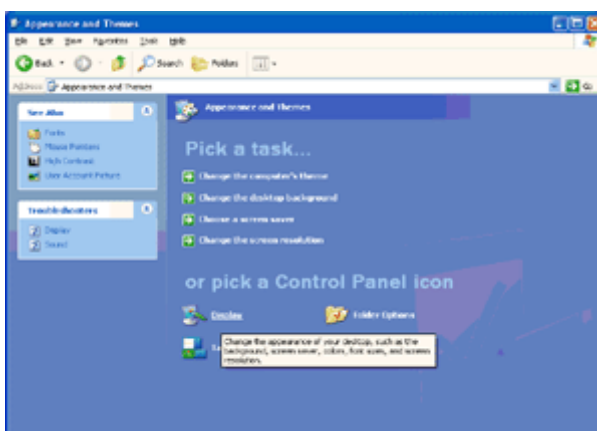 Appearance and Themes
File Edit View Favorites Tools Help
Back Search Folders
Address Appearance and Themes Go
See Also
Fonts
Mouse Pointers
High Contrast
User Account Picture
Troubleshooters
Display
Sound
Appearance and Themes
Pick a task...
Change the computer's theme
Change the desktop background
Choose a screen saver
Change the screen resolution
or pick a Control Panel icon
Display Folder Options
Change the appearance of your desktop, such as the
background, screen saver, colors, font sizes, and screen
resolution.